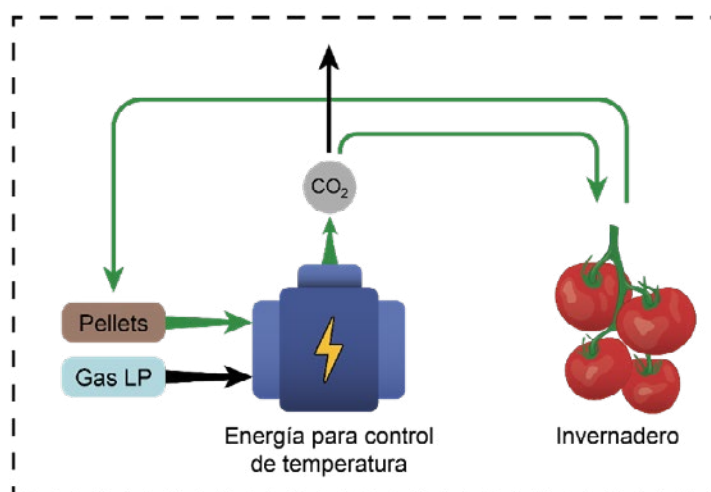 CO₂
Pellets
Gas LP
Energía para control
de temperatura
Invernadero